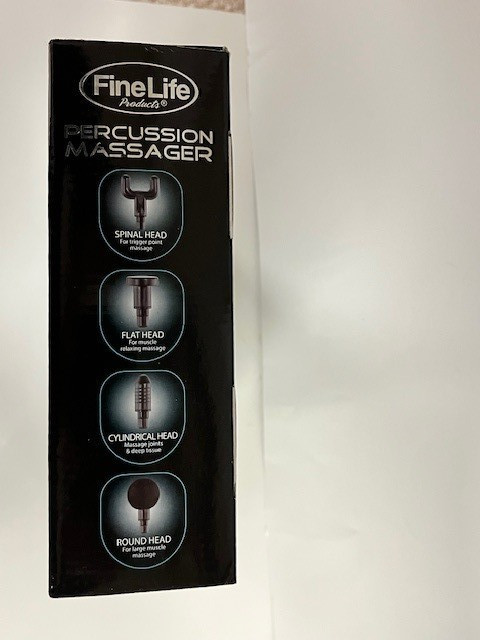 FineLife
Products®
PERCUSSION
MASSAGER
SPINAL HEAD
For trigger point
massage
FLAT HEAD
For muscle
relaxing massage
CYLINDRICAL HEAD
Massage joints
& deep tissue
ROUND HEAD
For large muscle
massage